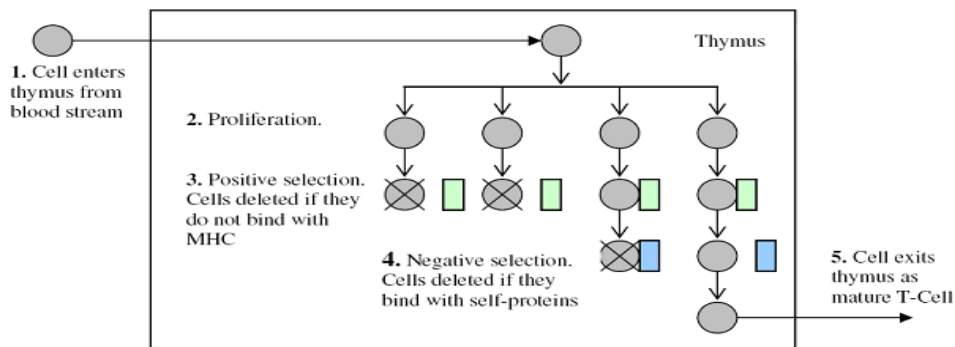 Thymus
1. Cell enters
thymus from
blood stream
2. Proliferation.
3. Positive selection.
Cells deleted if they
do not bind with
MHC
4. Negative selection.
Cells deleted if they
bind with self-proteins
5. Cell exits
thymus as
mature T-Cell